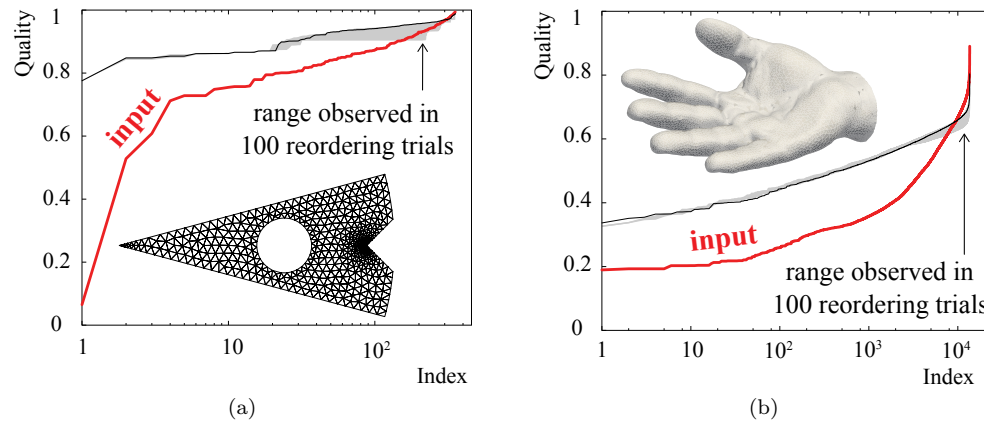 Quality
1
0.8
0.6
0.4
0.2
0
input
range observed in
100 reordering trials
1
10
10²
Index
(a)
Quality
1
0.8
0.6
0.4
0.2
0
input
range observed in
100 reordering trials
1
10
10²
10³
10⁴
Index
(b)